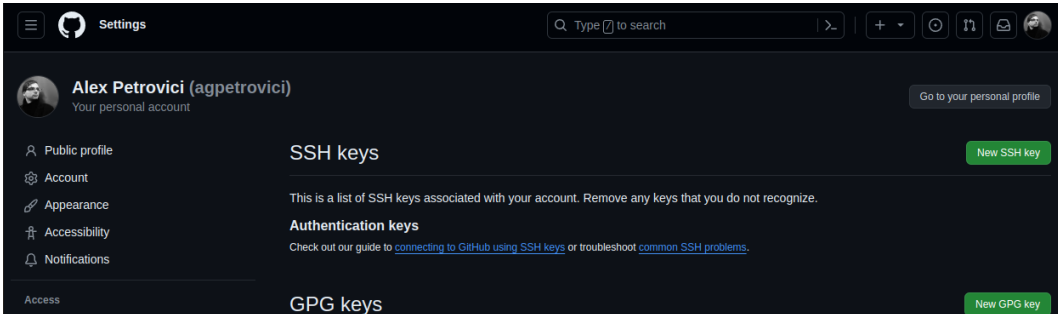 Settings
Type / to search
Alex Petrovici (agpetrovici)
Your personal account
Go to your personal profile
Public profile
Account
Appearance
Accessibility
Notifications
Access
SSH keys
New SSH key
This is a list of SSH keys associated with your account. Remove any keys that you do not recognize.
Authentication keys
Check out our guide to connecting to GitHub using SSH keys or troubleshoot common SSH problems.
GPG keys
New GPG key